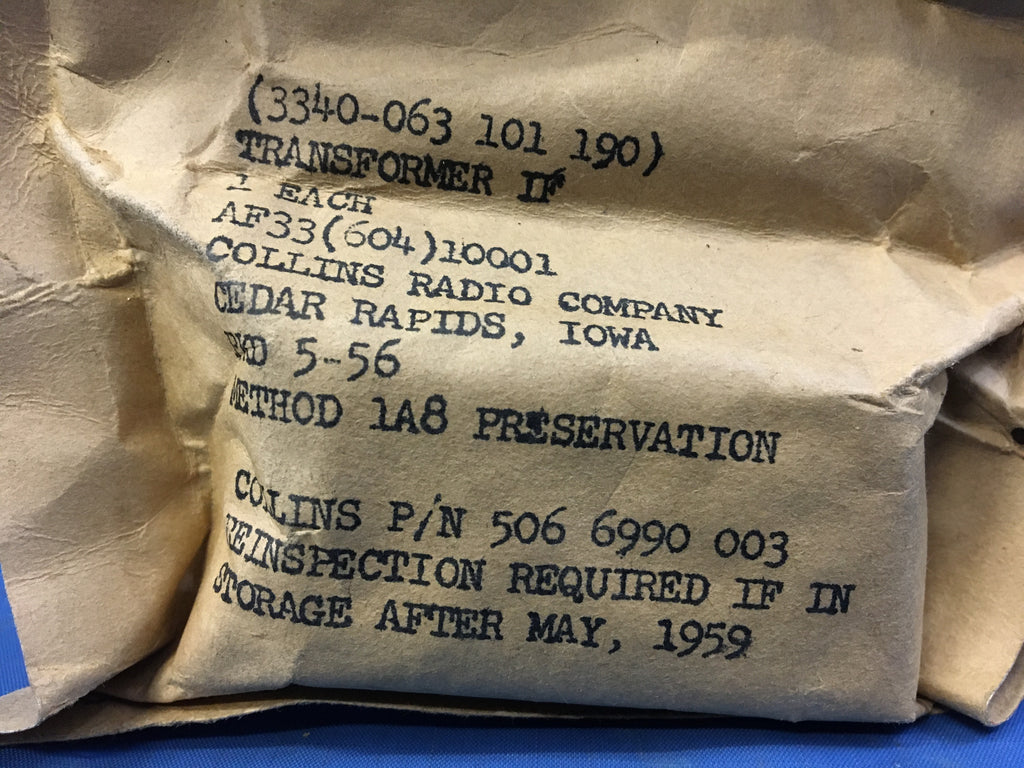 (3340-063 101 190)
TRANSFORMER IF
1 EACH
AF33(604)10001
COLLINS RADIO COMPANY
CEDAR RAPIDS, IOWA
5-56
METHOD 1A8 PRESERVATION
COLLINS P/N 506 6990 003
REINSPECTION REQUIRED IF IN
STORAGE AFTER MAY, 1959